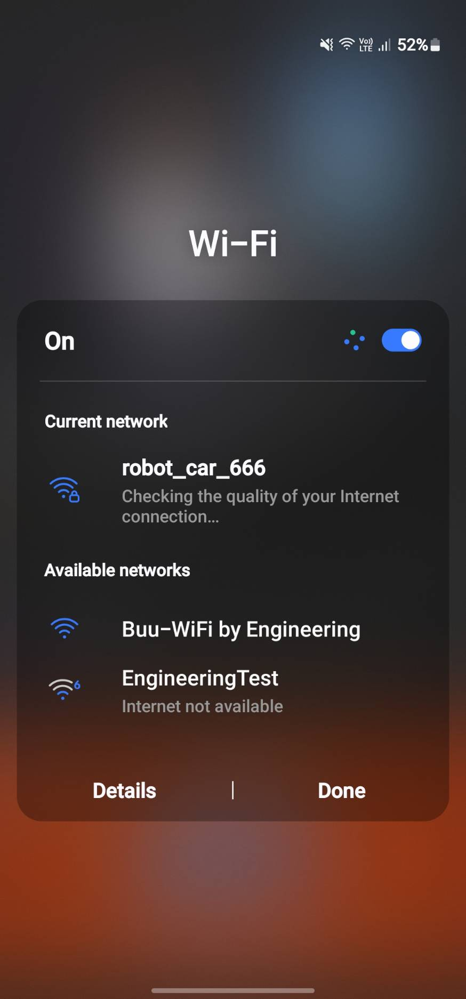 Vo)) LTE 52%
Wi-Fi
On
Current network
robot_car_666
Checking the quality of your Internet
connection...
Available networks
Buu-WiFi by Engineering
6
EngineeringTest
Internet not available
Details | Done